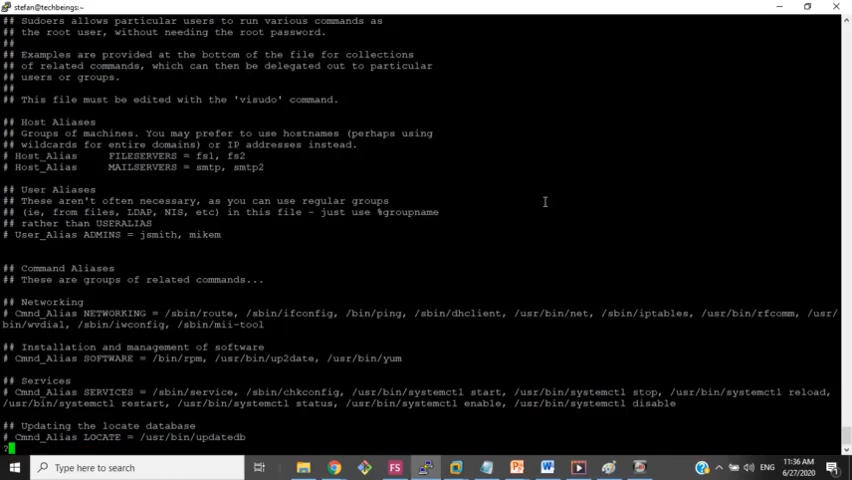 stefan@techbeings:~
## Sudoers allows particular users to run various commands as
## the root user, without needing the root password.
##
## Examples are provided at the bottom of the file for collections
## of related commands, which can then be delegated out to particular
## users or groups.
##
## This file must be edited with the 'visudo' command.
## Host Aliases
## Groups of machines. You may prefer to use hostnames (perhaps using
## wildcards for entire domains) or IP addresses instead.
# Host_Alias     FILESERVERS = fs1, fs2
# Host_Alias     MAILSERVERS = smtp, smtp2
## User Aliases
## These aren't often necessary, as you can use regular groups
## (ie, from files, LDAP, NIS, etc) in this file - just use %groupname
## rather than USERALIAS
# User_Alias ADMINS = jsmith, mikem
## Command Aliases
## These are groups of related commands...
## Networking
# Cmnd_Alias NETWORKING = /sbin/route, /sbin/ifconfig, /bin/ping, /sbin/dhclient, /usr/bin/net, /sbin/iptables, /usr/bin/rfcomm, /usr/
bin/wvdial, /sbin/iwconfig, /sbin/mii-tool
## Installation and management of software
# Cmnd_Alias SOFTWARE = /bin/rpm, /usr/bin/up2date, /usr/bin/yum
## Services
# Cmnd_Alias SERVICES = /sbin/service, /sbin/chkconfig, /usr/bin/systemctl start, /usr/bin/systemctl stop, /usr/bin/systemctl reload,
/usr/bin/systemctl restart, /usr/bin/systemctl status, /usr/bin/systemctl enable, /usr/bin/systemctl disable
## Updating the locate database
# Cmnd_Alias LOCATE = /usr/bin/updatedb
?
Type here to search
FS
ENG
11:36 AM
6/27/2020